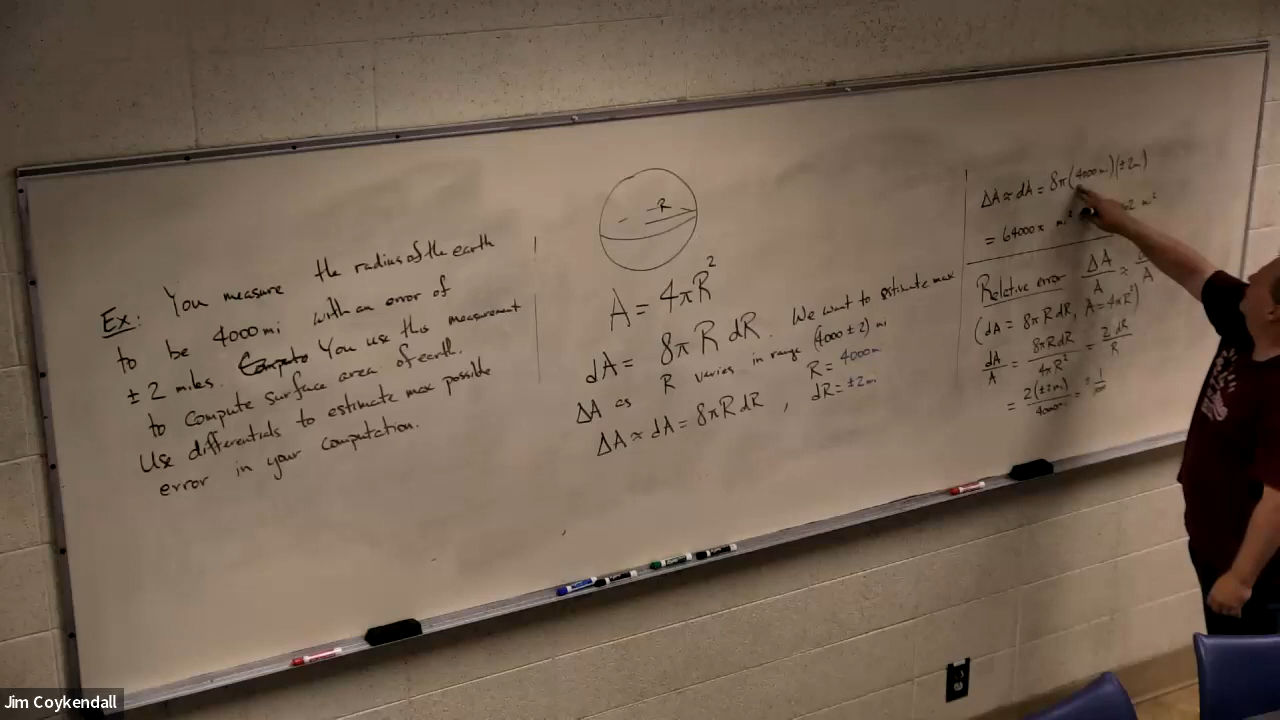 Ex: You measure the radius of the earth
to be 4000 mi with an error of
± 2 miles. You use this measurement
to compute surface area of earth.
Use differentials to estimate max possible
error in your computation.
R
A = 4πR²
dA = 8πR dR. We want to estimate max
ΔA as R varies in range (4000 ± 2) mi
ΔA ≈ dA = 8πR dR , R = 4000 mi
dR = ±2 mi
ΔA ≈ dA = 8π(4000 mi)(±2 mi)
= 64000π mi²
Relative error ΔA/A ≈
(dA = 8πR dR, A = 4πR²)
dA/A = 8πR dR/4πR² = 2 dR/R
= 2(±2mi)/4000mi = ±
Jim Coykendall